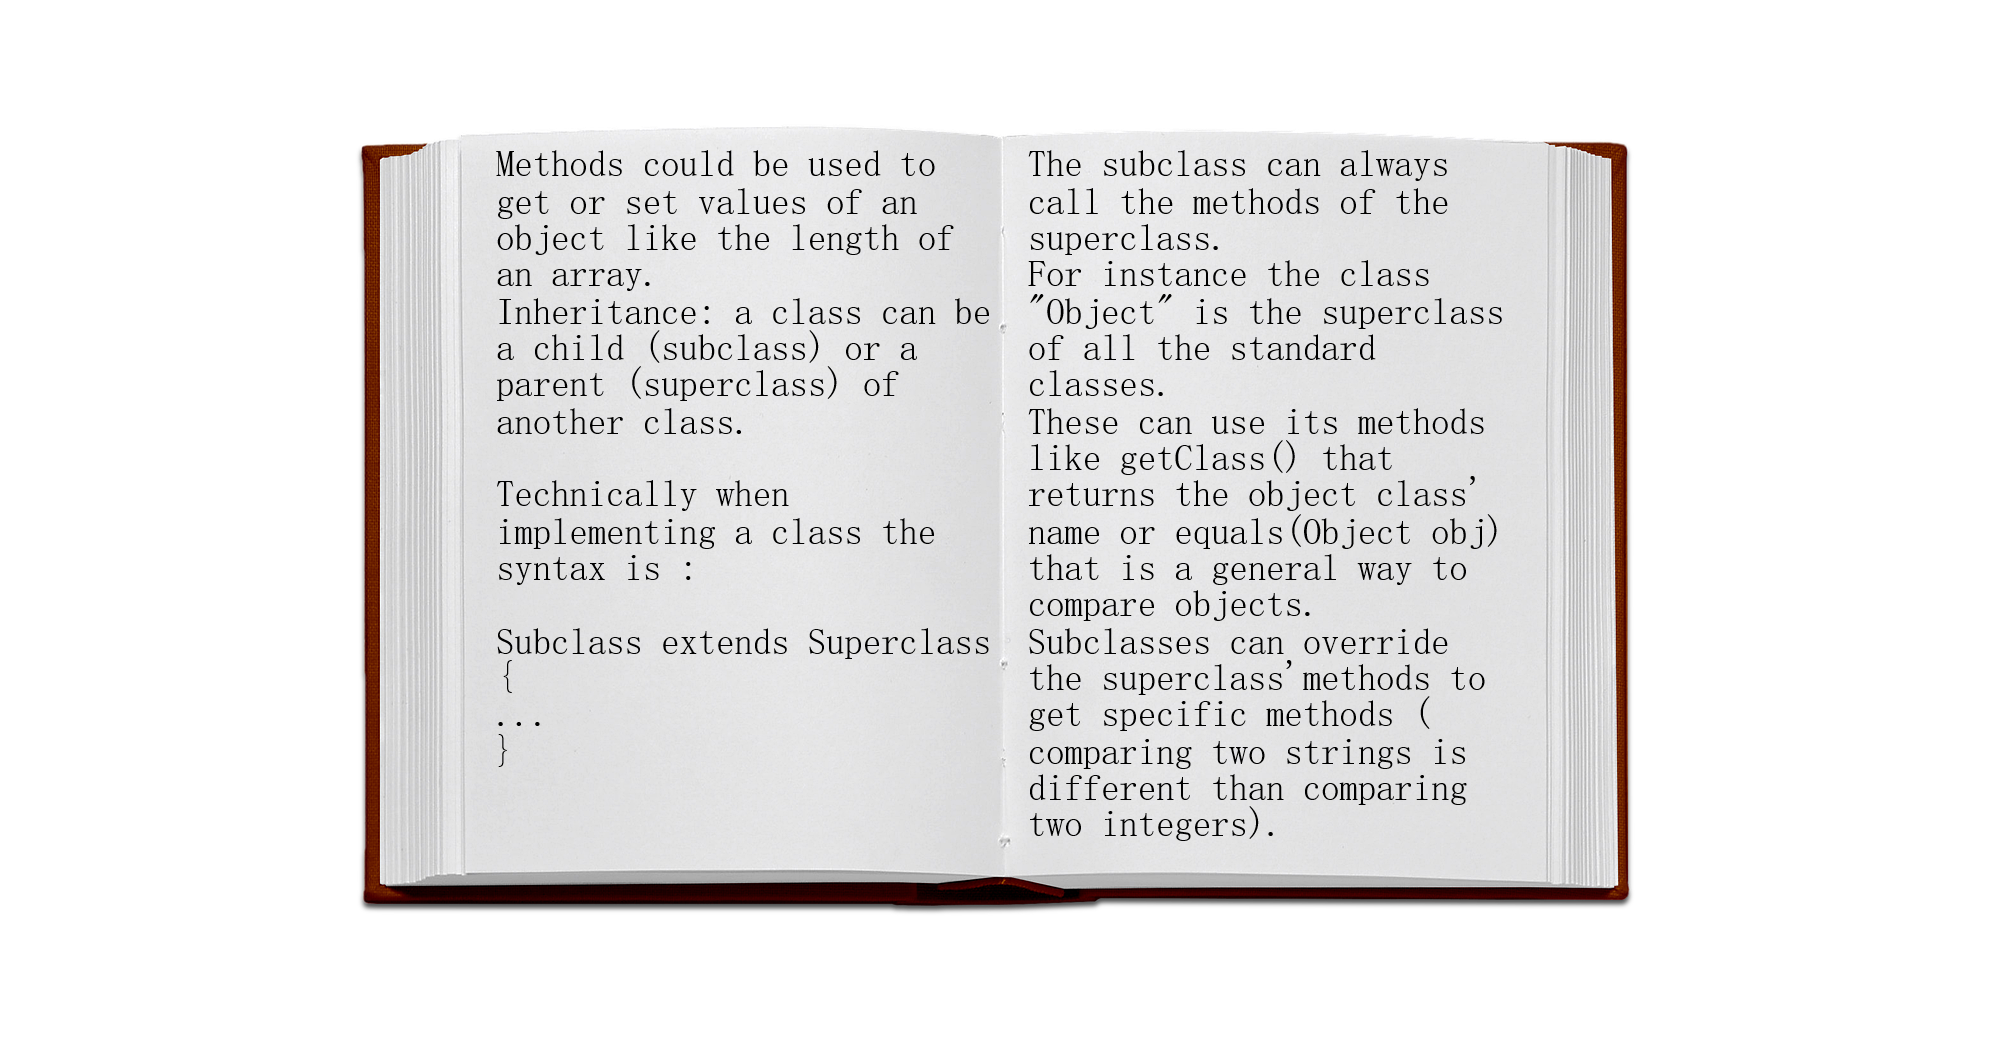 Methods could be used to
get or set values of an
object like the length of
an array.
Inheritance: a class can be
a child (subclass) or a
parent (superclass) of
another class.
Technically when
implementing a class the
syntax is :
Subclass extends Superclass
{
...
}
The subclass can always
call the methods of the
superclass.
For instance the class
"Object" is the superclass
of all the standard
classes.
These can use its methods
like getClass() that
returns the object class'
name or equals(Object obj)
that is a general way to
compare objects.
Subclasses can override
the superclass'methods to
get specific methods (
comparing two strings is
different than comparing
two integers).